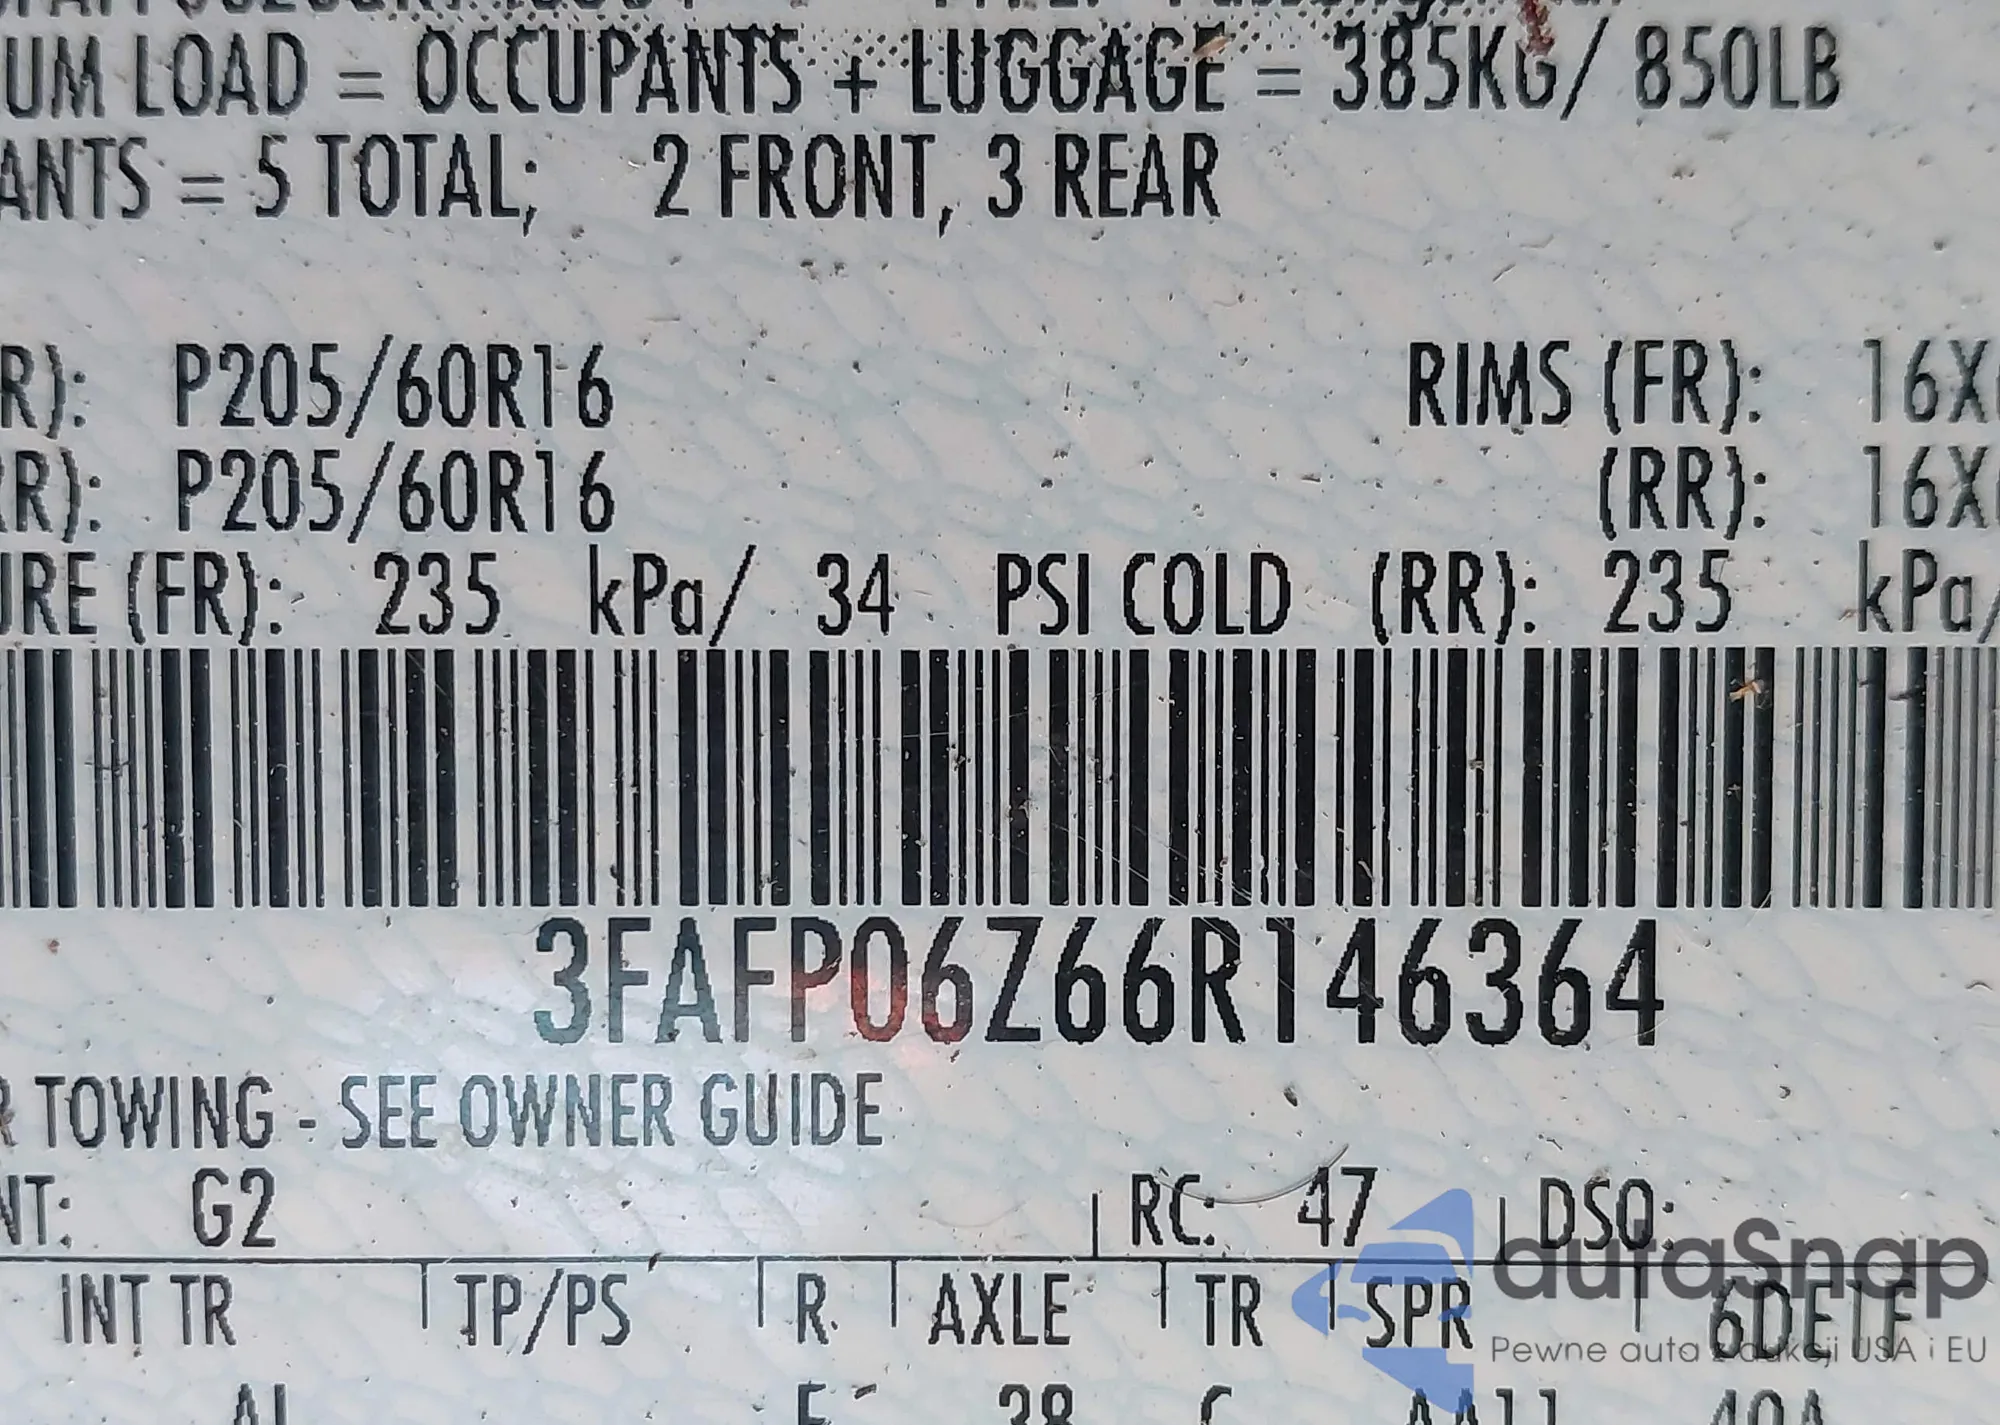 UM LOAD = OCCUPANTS + LUGGAGE = 385KG/ 850LB
ANTS = 5 TOTAL; 2 FRONT, 3 REAR
R): P205/60R16 RIMS (FR): 16X
RR): P205/60R16 (RR): 16X
URE (FR): 235 kPa/ 34 PSI COLD (RR): 235 kPa/
3FAFP06Z66R146364
R TOWING - SEE OWNER GUIDE
NT: G2 RC: 47 DSO:
INT TR TP/PS R. AXLE TR SPR
autaSnap
Pewne auta z aukcji USA i EU